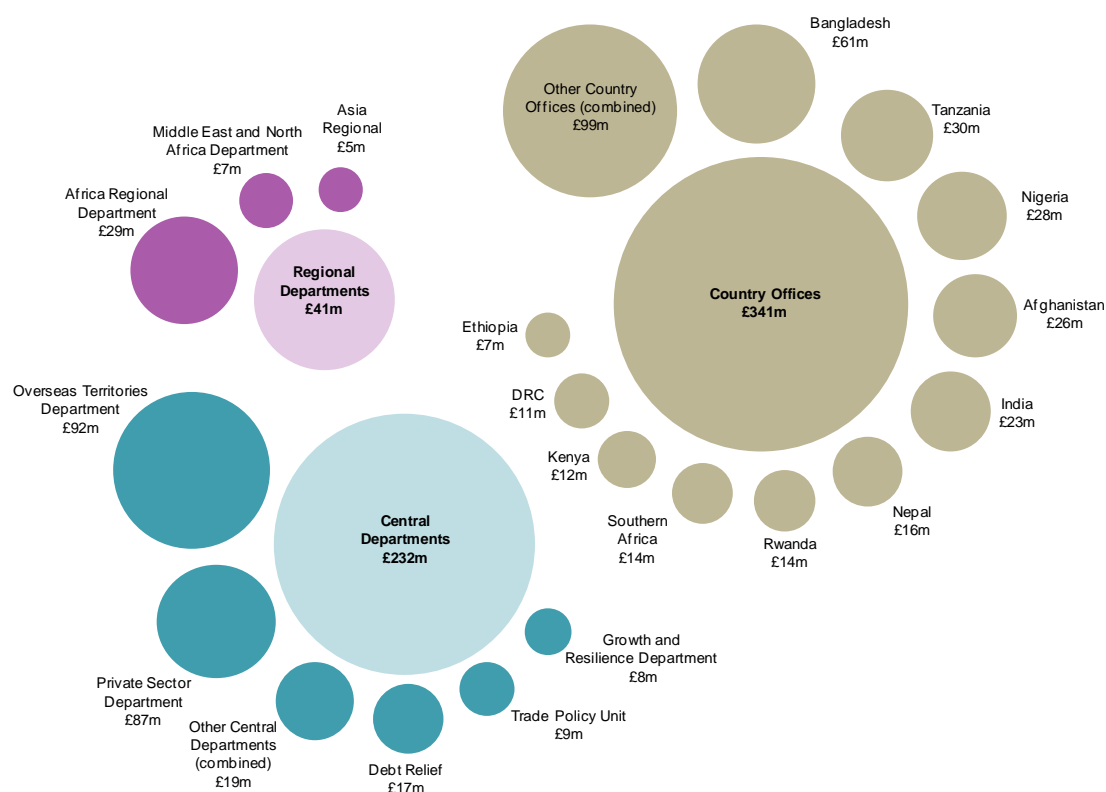 Bangladesh
£61m
Other Country
Offices (combined)
£99m
Tanzania
£30m
Asia
Regional
£5m
Middle East and North
Africa Department
£7m
Africa Regional
Department
£29m
Nigeria
£28m
Regional
Departments
£41m
Country Offices
£341m
Afghanistan
£26m
Ethiopia
£7m
DRC
£11m
India
£23m
Overseas Territories
Department
£92m
Kenya
£12m
Nepal
£16m
Southern
Africa
£14m
Rwanda
£14m
Central
Departments
£232m
Growth and
Resilience Department
£8m
Private Sector
Department
£87m
Trade Policy Unit
£9m
Other Central
Departments
(combined)
£19m
Debt Relief
£17m